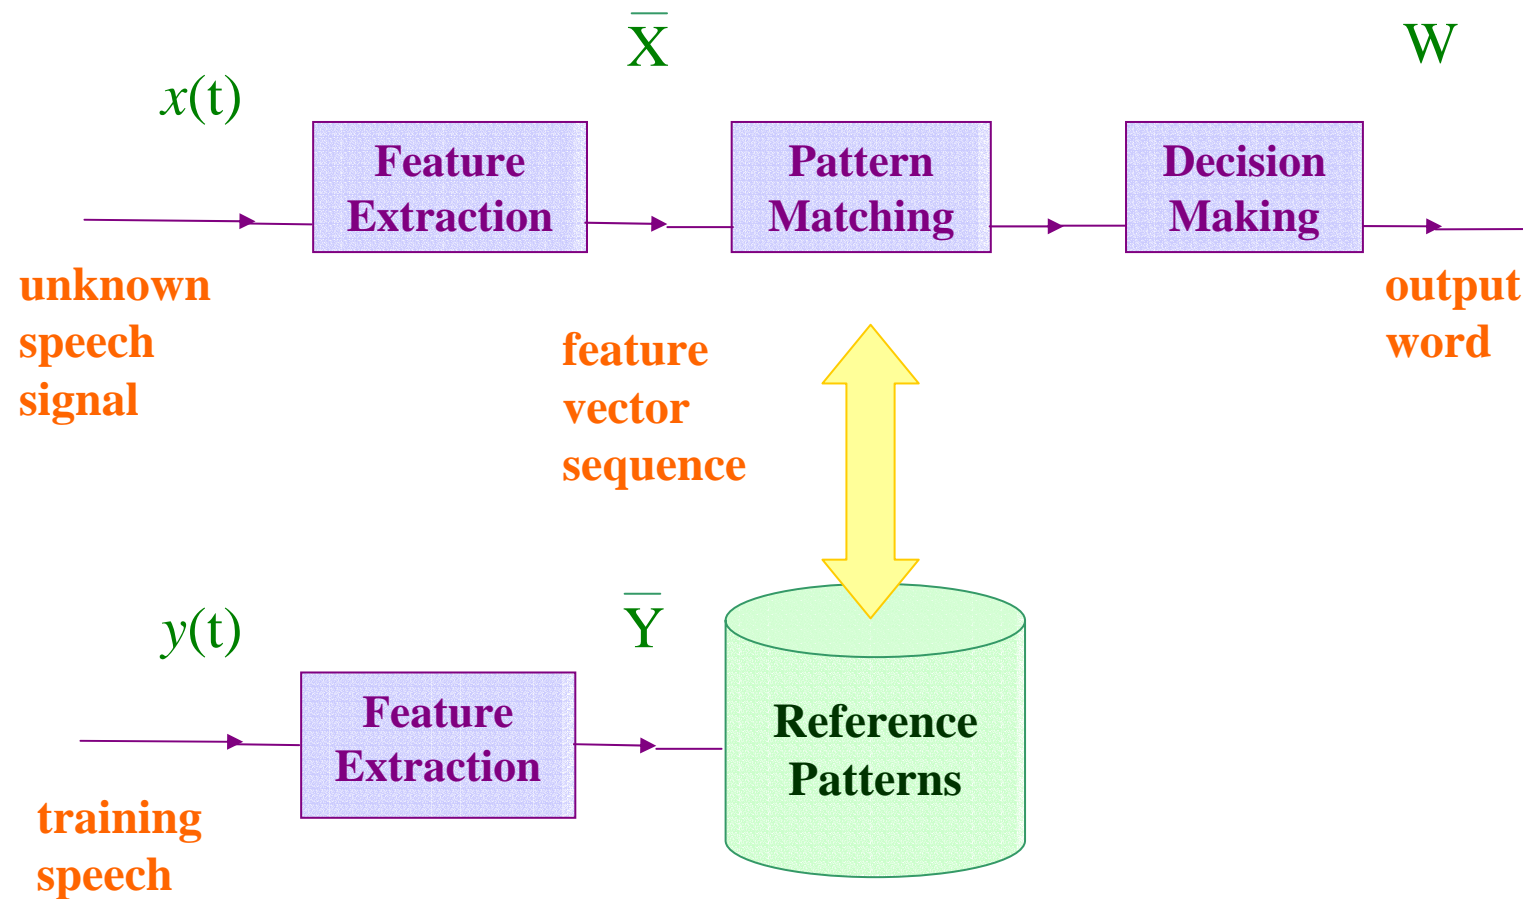 X̅
W
x(t)
Feature
Extraction
Pattern
Matching
Decision
Making
unknown
speech
signal
feature
vector
sequence
output
word
y(t)
Y̅
Feature
Extraction
Reference
Patterns
training
speech